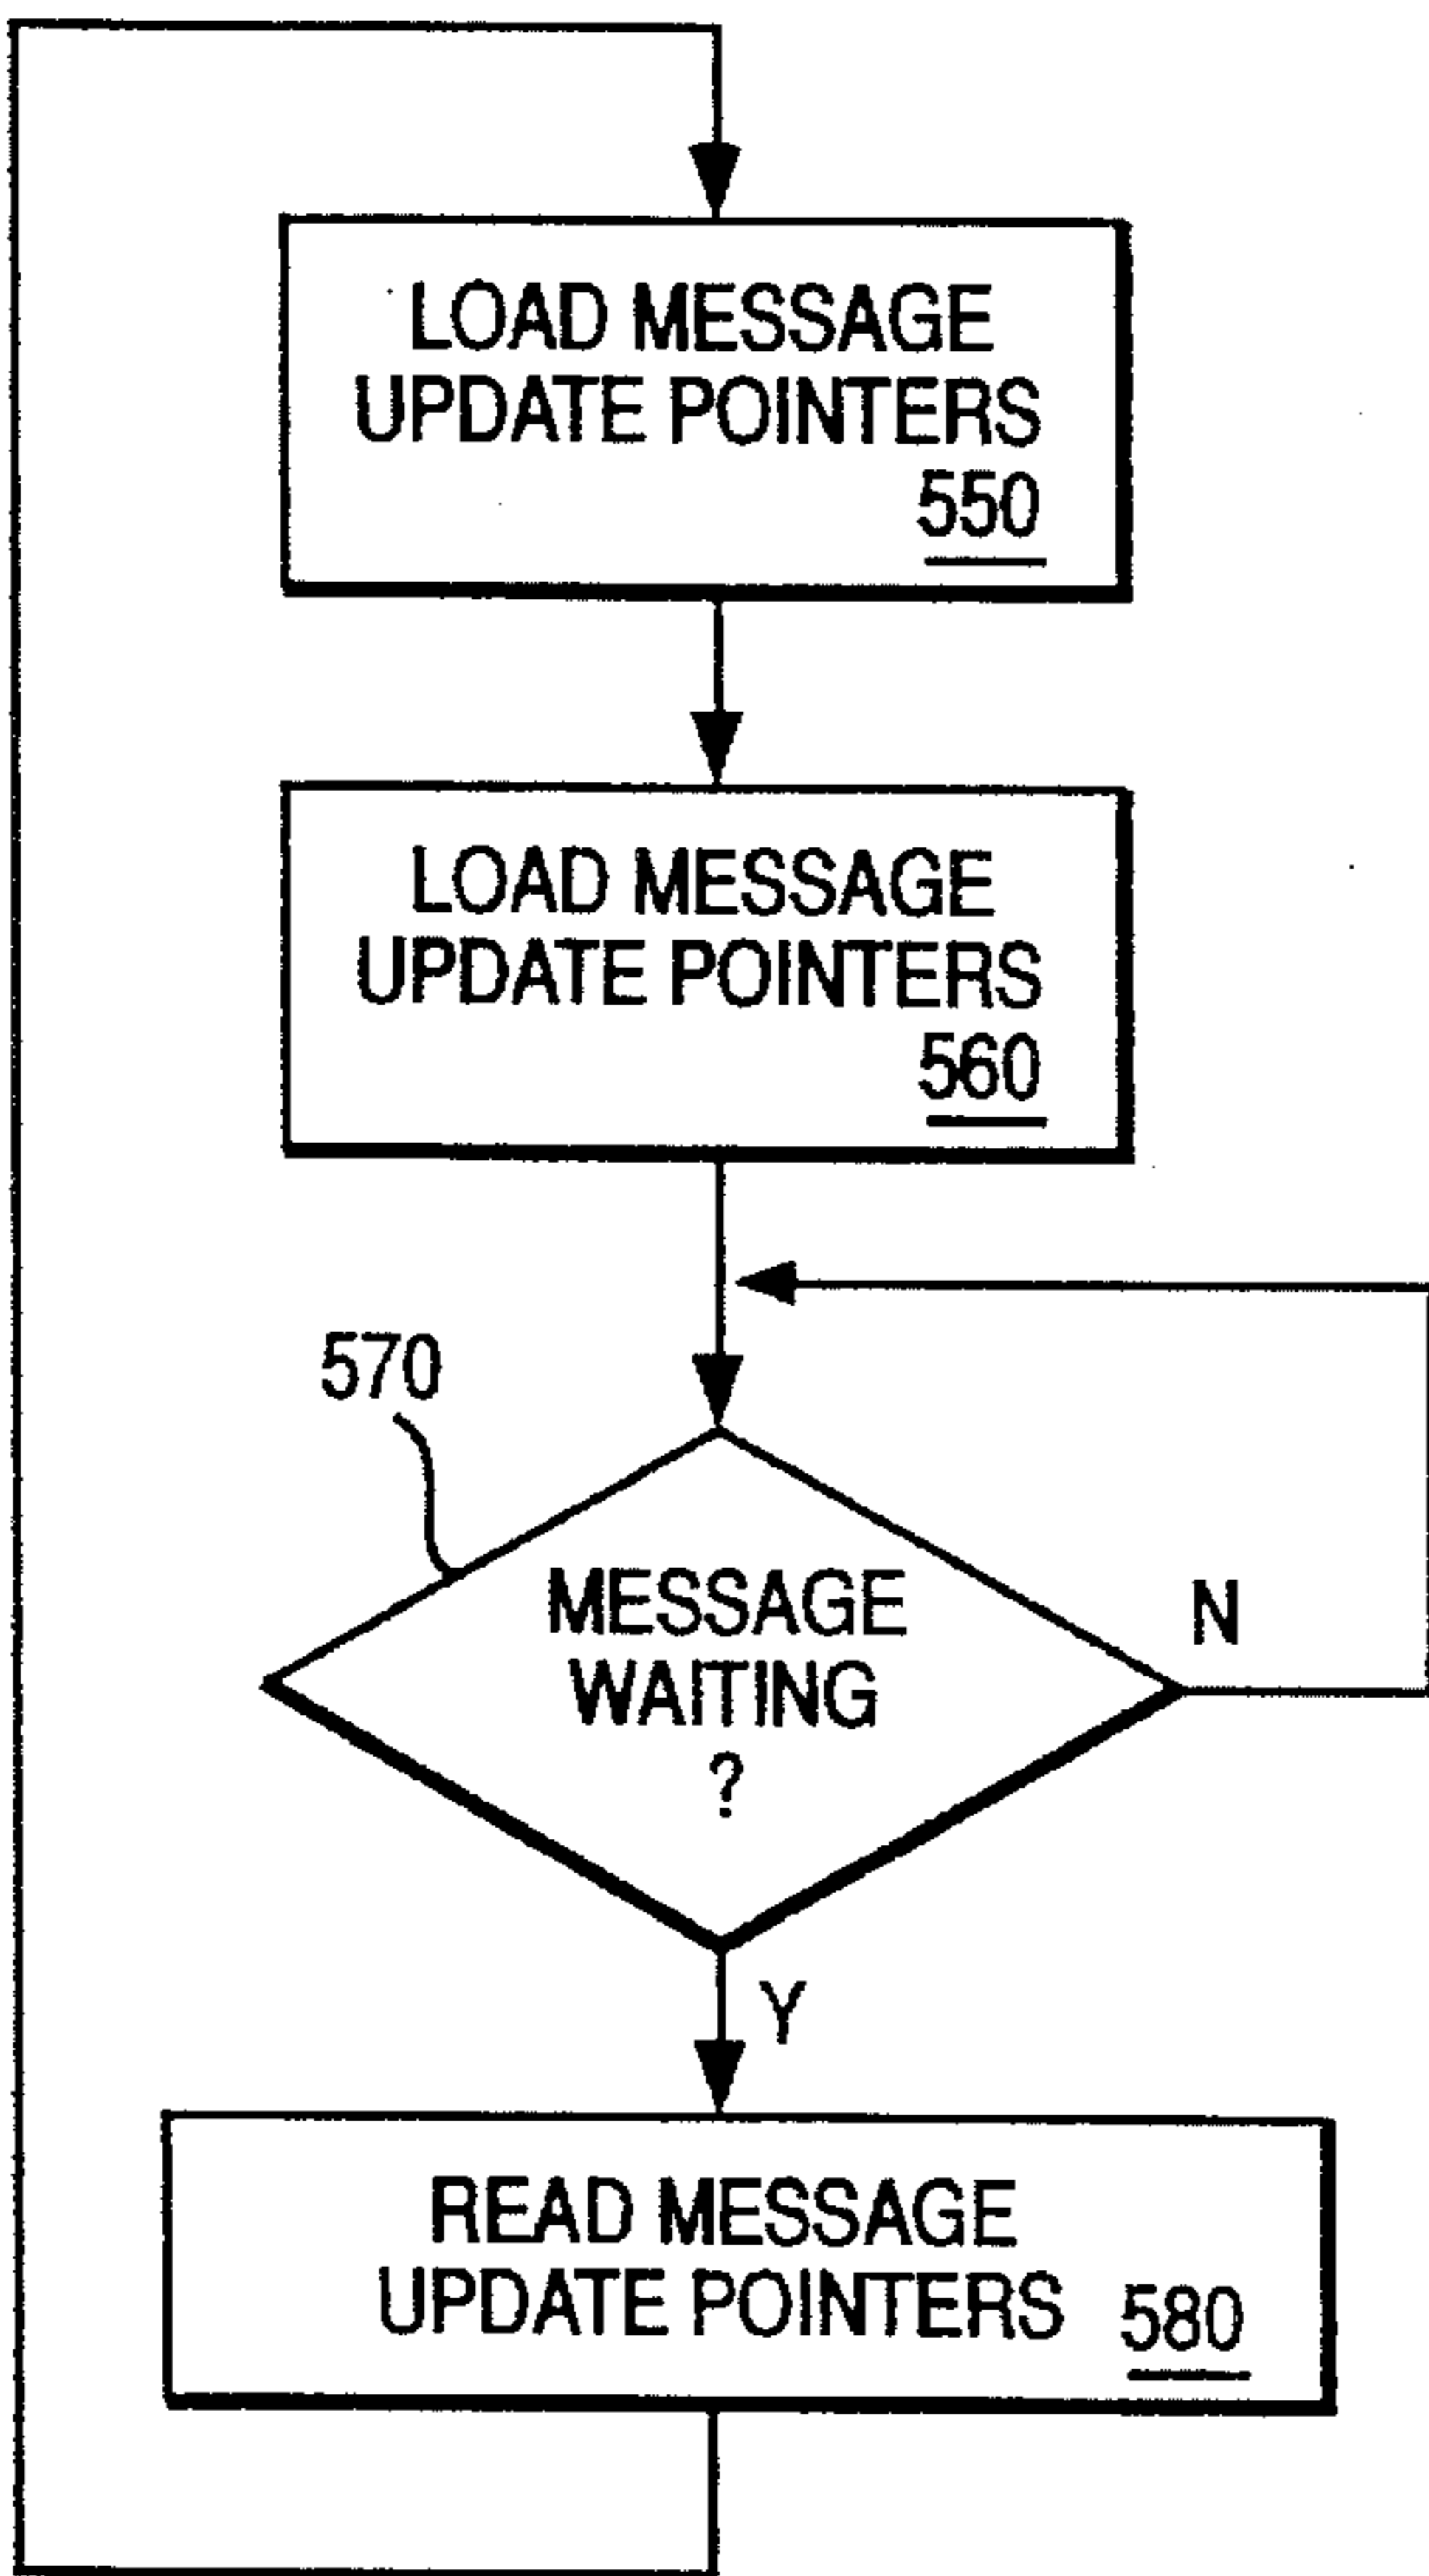 LOAD MESSAGE
UPDATE POINTERS
550
LOAD MESSAGE
UPDATE POINTERS
560
570
MESSAGE
WAITING
?
N
Y
READ MESSAGE
UPDATE POINTERS 580